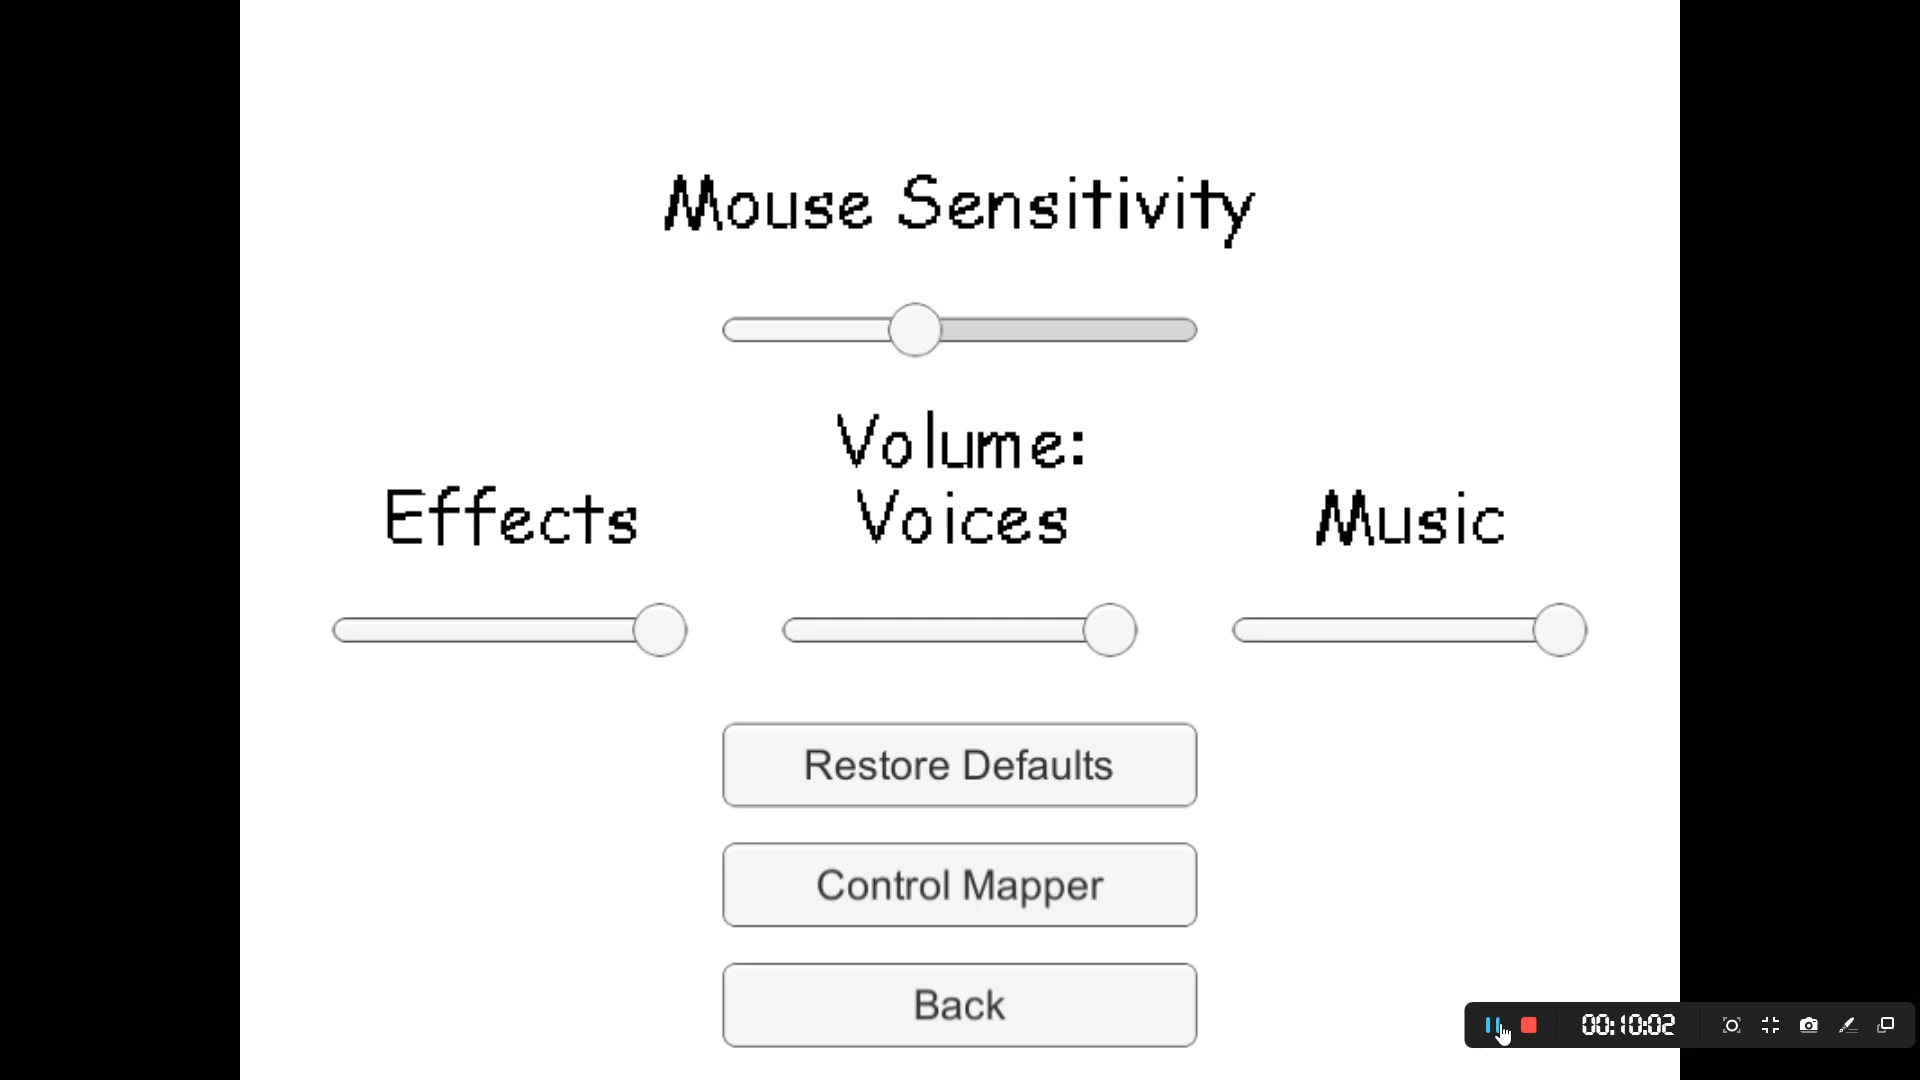 Mouse Sensitivity
Volume:
Effects Voices Music
Restore Defaults
Control Mapper
Back
00:10:02